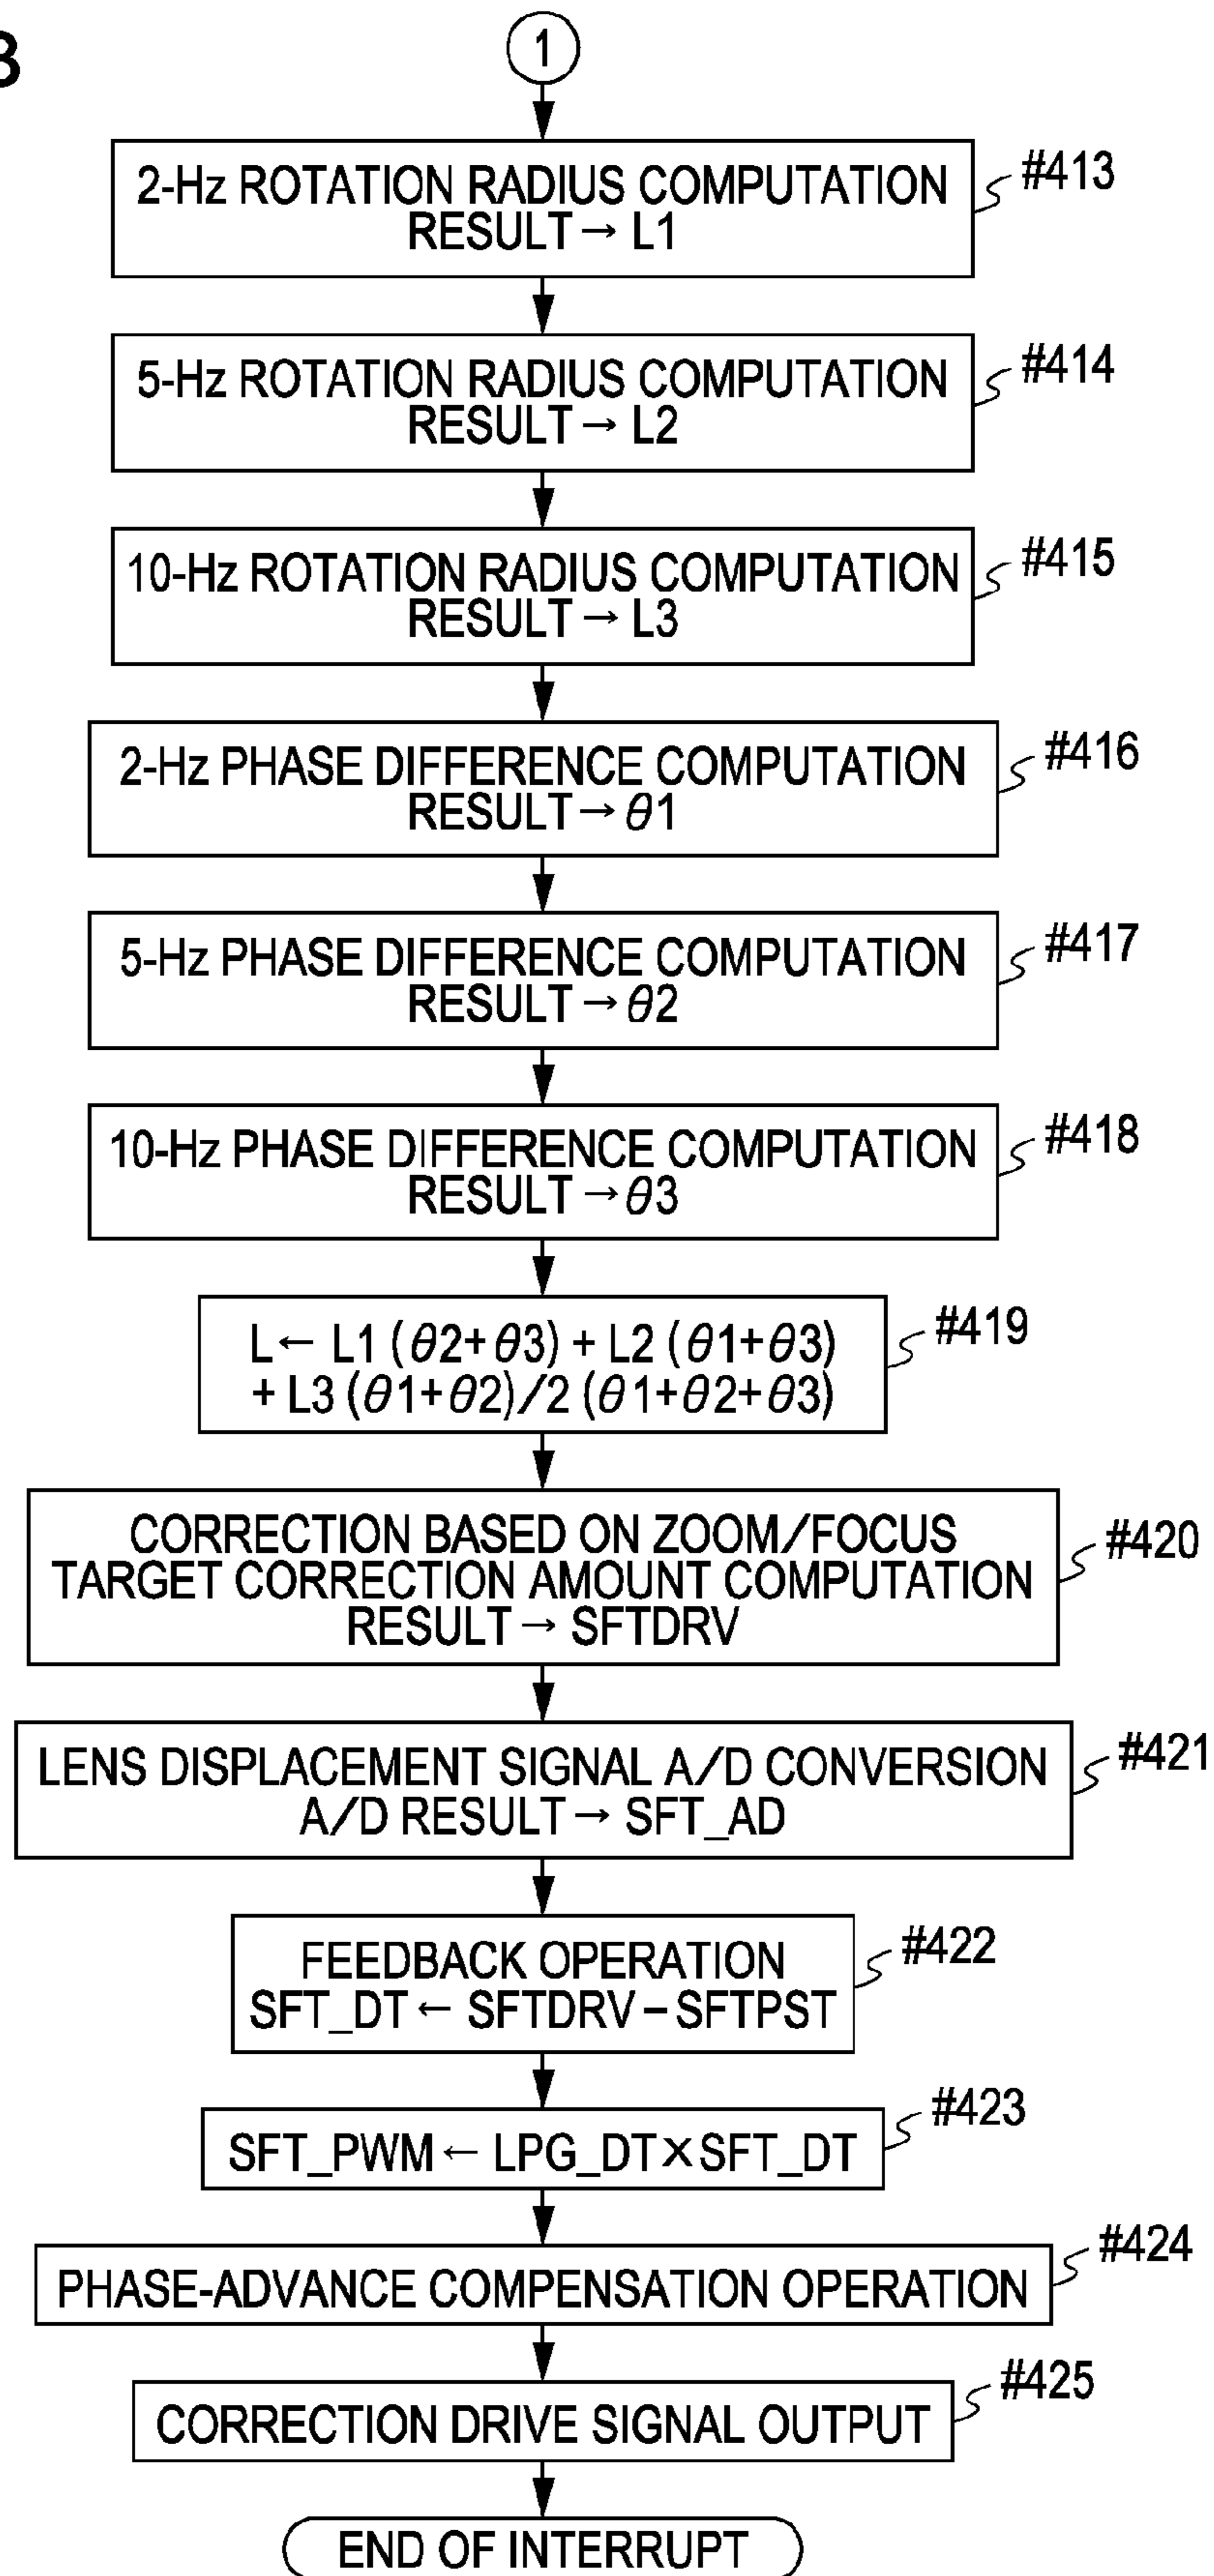 B
1
2-Hz ROTATION RADIUS COMPUTATION
RESULT → L1
#413
5-Hz ROTATION RADIUS COMPUTATION
RESULT → L2
#414
10-Hz ROTATION RADIUS COMPUTATION
RESULT → L3
#415
2-Hz PHASE DIFFERENCE COMPUTATION
RESULT → θ1
#416
5-Hz PHASE DIFFERENCE COMPUTATION
RESULT → θ2
#417
10-Hz PHASE DIFFERENCE COMPUTATION
RESULT → θ3
#418
L ← L1 (θ2+θ3) + L2 (θ1+θ3)
+ L3 (θ1+θ2)/2 (θ1+θ2+θ3)
#419
CORRECTION BASED ON ZOOM/FOCUS
TARGET CORRECTION AMOUNT COMPUTATION
RESULT → SFTDRV
#420
LENS DISPLACEMENT SIGNAL A/D CONVERSION
A/D RESULT → SFT_AD
#421
FEEDBACK OPERATION
SFT_DT ← SFTDRV – SFTPST
#422
SFT_PWM ← LPG_DT×SFT_DT
#423
PHASE-ADVANCE COMPENSATION OPERATION
#424
CORRECTION DRIVE SIGNAL OUTPUT
#425
END OF INTERRUPT